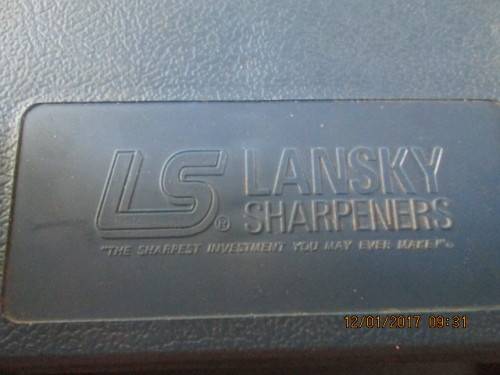 LS® LANSKY
SHARPENERS
"THE SHARPEST INVESTMENT YOU MAY EVER MAKE!"
12/01/2017 09:31